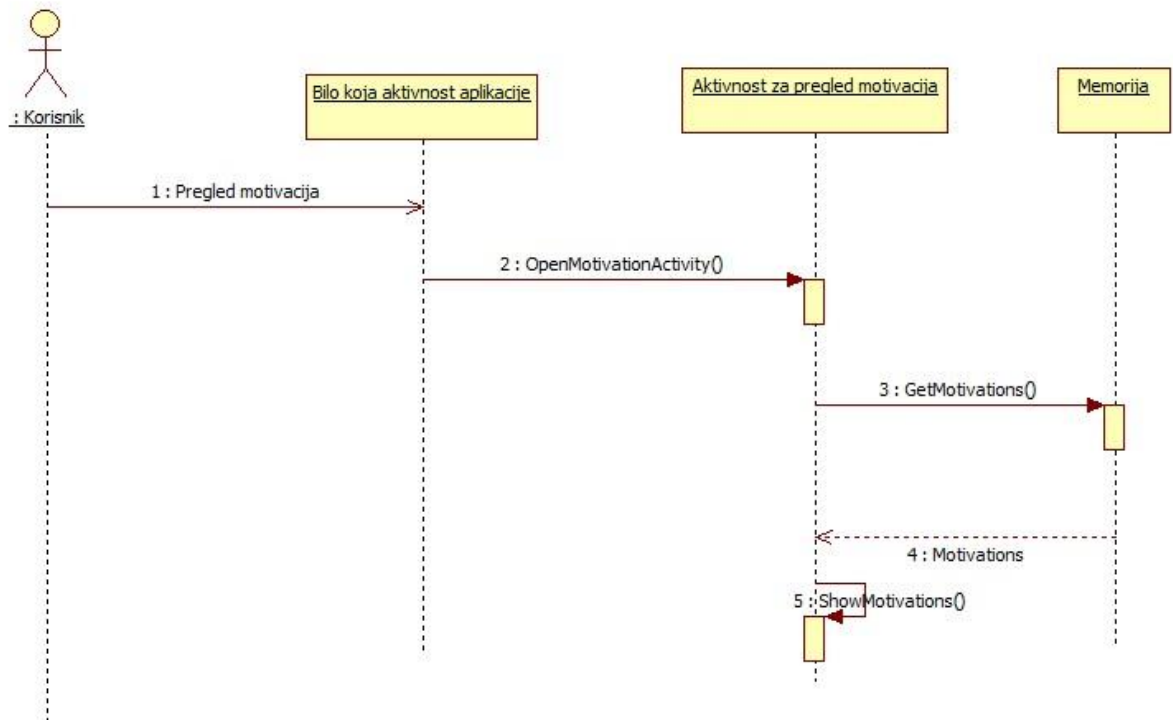 : Korisnik
Bilo koja aktivnost aplikacije
Aktivnost za pregled motivacija
Memorija
1 : Pregled motivacija
2 : OpenMotivationActivity()
3 : GetMotivations()
4 : Motivations
5 : ShowMotivations()